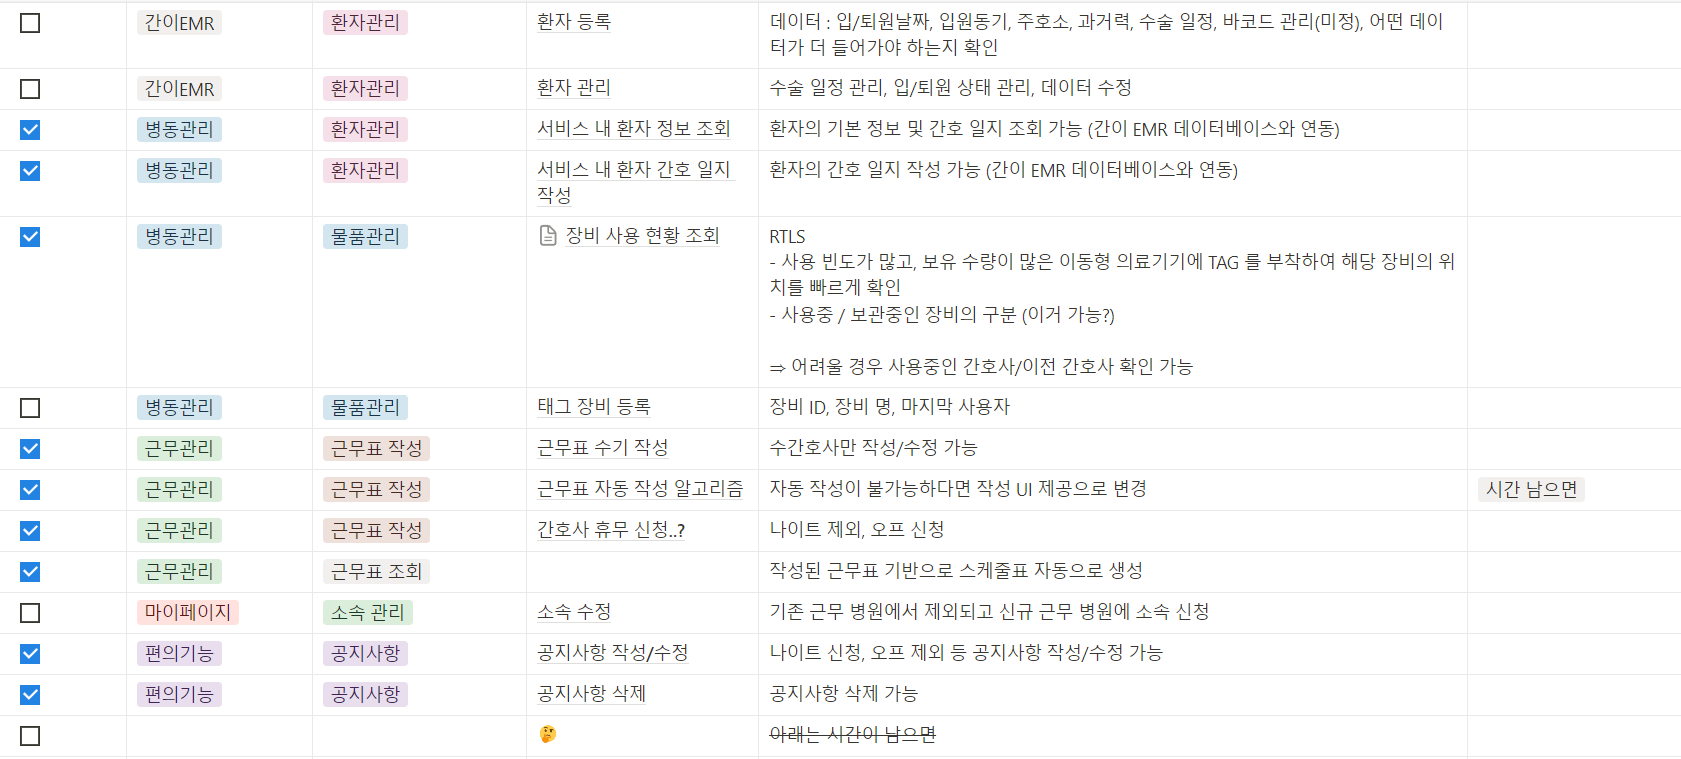 간이EMR 환자관리 환자 등록 데이터 : 입/퇴원날짜, 입원동기, 주호소, 과거력, 수술 일정, 바코드 관리(미정), 어떤 데이
터가 더 들어가야 하는지 확인
간이EMR 환자관리 환자 관리 수술 일정 관리, 입/퇴원 상태 관리, 데이터 수정
병동관리 환자관리 서비스 내 환자 정보 조회 환자의 기본 정보 및 간호 일지 조회 가능 (간이 EMR 데이터베이스와 연동)
병동관리 환자관리 서비스 내 환자 간호 일지 환자의 간호 일지 작성 가능 (간이 EMR 데이터베이스와 연동)
작성
병동관리 물품관리 장비 사용 현황 조회 RTLS
- 사용 빈도가 많고, 보유 수량이 많은 이동형 의료기기에 TAG 를 부착하여 해당 장비의 위
치를 빠르게 확인
- 사용중 / 보관중인 장비의 구분 (이거 가능?)
⇒ 어려울 경우 사용중인 간호사/이전 간호사 확인 가능
병동관리 물품관리 태그 장비 등록 장비 ID, 장비 명, 마지막 사용자
근무관리 근무표 작성 근무표 수기 작성 수간호사만 작성/수정 가능
근무관리 근무표 작성 근무표 자동 작성 알고리즘 자동 작성이 불가능하다면 작성 UI 제공으로 변경 시간 남으면
근무관리 근무표 작성 간호사 휴무 신청..? 나이트 제외, 오프 신청
근무관리 근무표 조회 작성된 근무표 기반으로 스케줄표 자동으로 생성
마이페이지 소속 관리 소속 수정 기존 근무 병원에서 제외되고 신규 근무 병원에 소속 신청
편의기능 공지사항 공지사항 작성/수정 나이트 신청, 오프 제외 등 공지사항 작성/수정 가능
편의기능 공지사항 공지사항 삭제 공지사항 삭제 가능
🤔 아래는 시간이 남으면